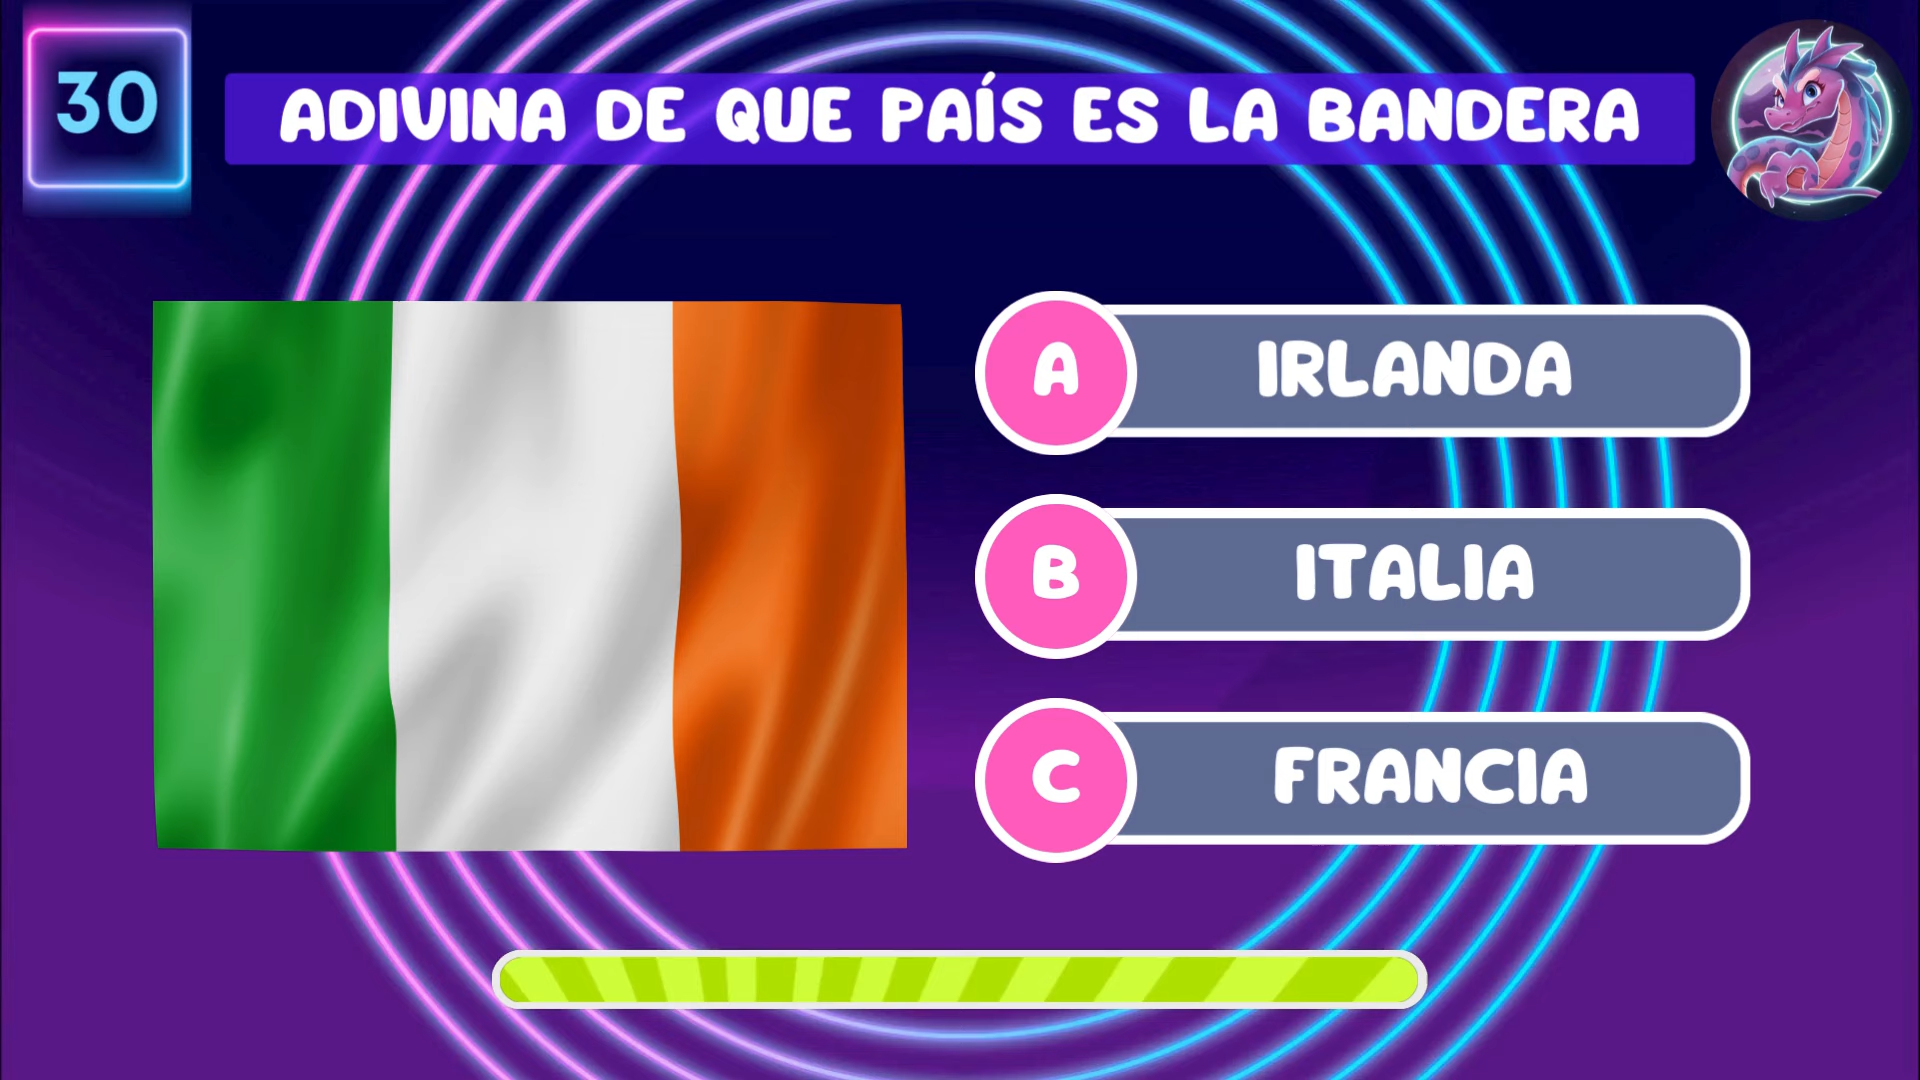 30
ADIVINA DE QUE PAÍS ES LA BANDERA
A IRLANDA
B ITALIA
C FRANCIA